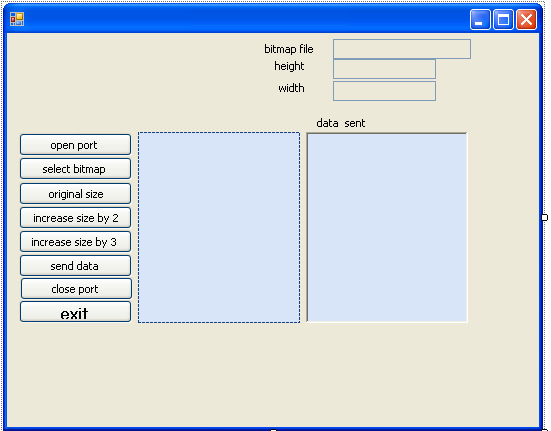 bitmap file
height
width
data sent
open port
select bitmap
original size
increase size by 2
increase size by 3
send data
close port
exit